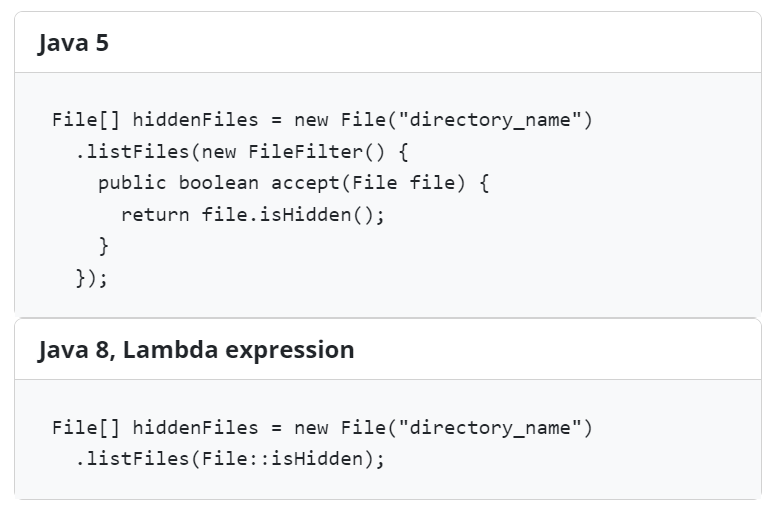 Java 5
File[] hiddenFiles = new File("directory_name")
.listFiles(new FileFilter() {
public boolean accept(File file) {
return file.isHidden();
}
});
Java 8, Lambda expression
File[] hiddenFiles = new File("directory_name")
.listFiles(File::isHidden);